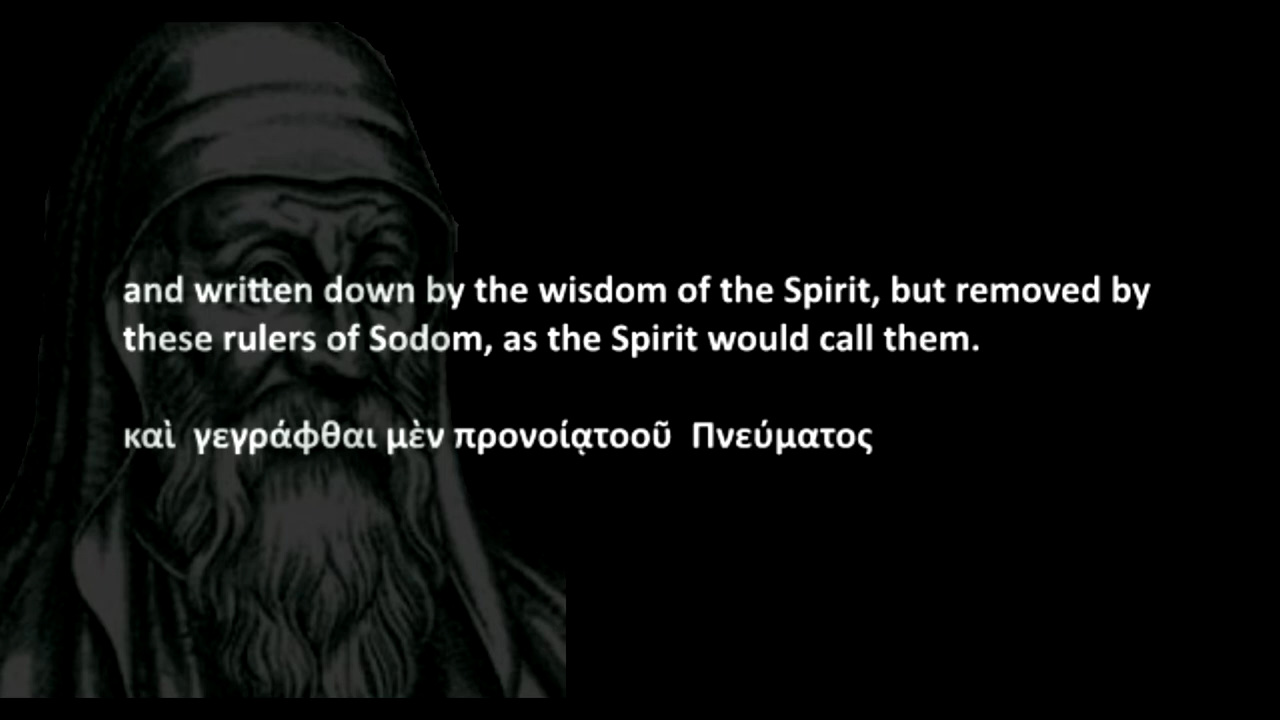 and written down by the wisdom of the Spirit, but removed by
these rulers of Sodom, as the Spirit would call them.
καὶ γεγράφθαι μὲν προνοίᾳτοοῦ Πνεύματος